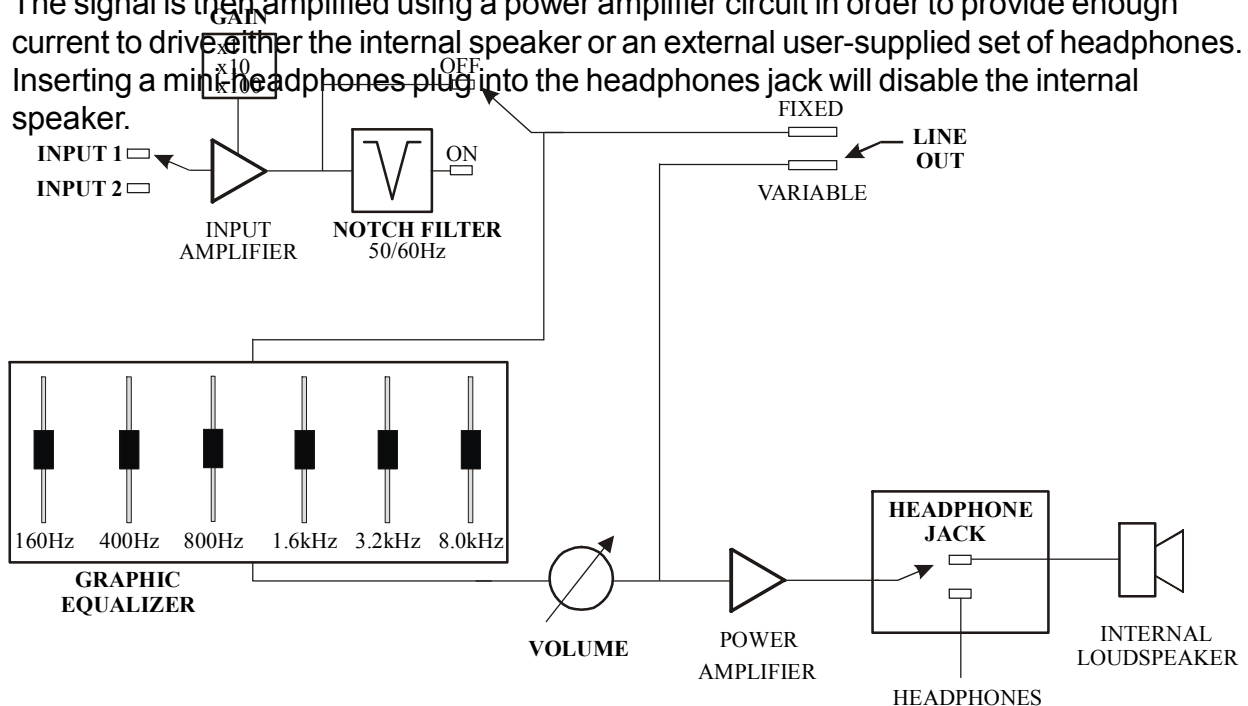 The signal is then amplified using a power amplifier circuit in order to provide enough
current to drive either the internal speaker or an external user-supplied set of headphones.
Inserting a mini-headphones plug into the headphones jack will disable the internal
speaker.
GAIN
x1
x10
x100
OFF
FIXED
LINE
OUT
VARIABLE
INPUT 1
INPUT 2
ON
INPUT
AMPLIFIER
NOTCH FILTER
50/60Hz
160Hz 400Hz 800Hz 1.6kHz 3.2kHz 8.0kHz
GRAPHIC
EQUALIZER
VOLUME
POWER
AMPLIFIER
HEADPHONE
JACK
HEADPHONES
INTERNAL
LOUDSPEAKER